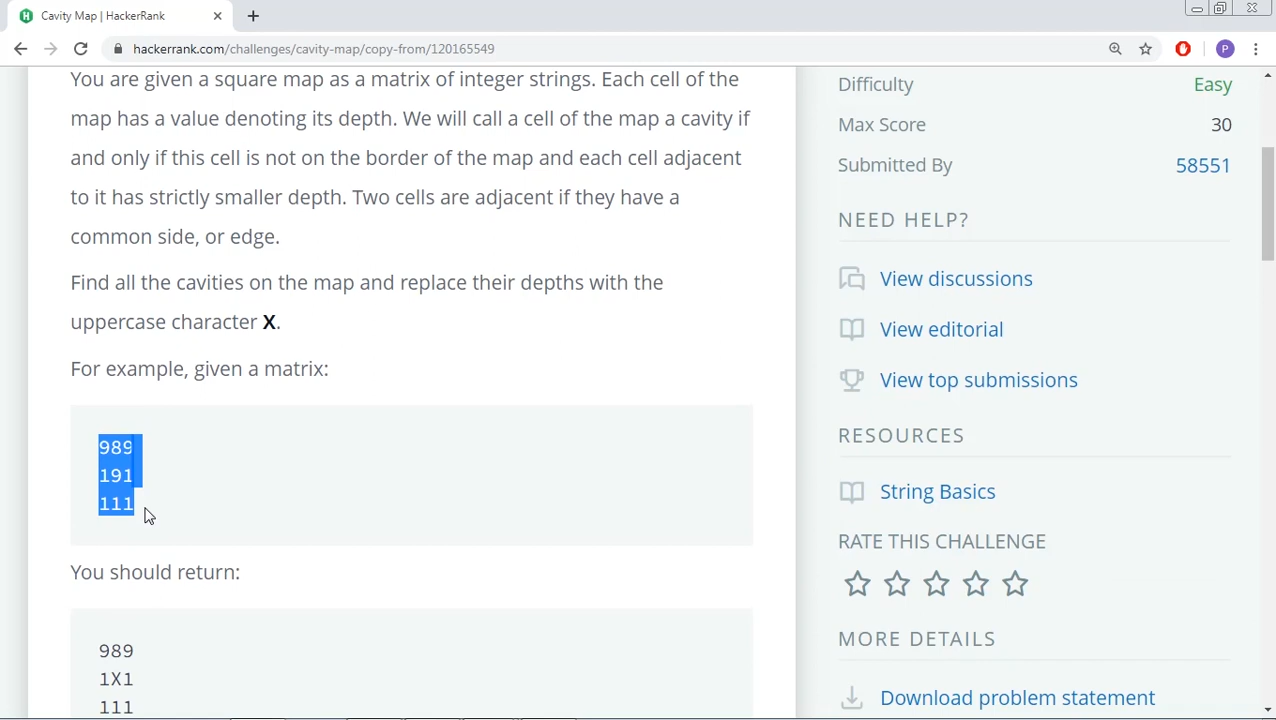 Cavity Map | HackerRank
hackerrank.com/challenges/cavity-map/copy-from/120165549
P
You are given a square map as a matrix of integer strings. Each cell of the
map has a value denoting its depth. We will call a cell of the map a cavity if
and only if this cell is not on the border of the map and each cell adjacent
to it has strictly smaller depth. Two cells are adjacent if they have a
common side, or edge.
Find all the cavities on the map and replace their depths with the
uppercase character X.
For example, given a matrix:
989
191
111
You should return:
989
1X1
111
Difficulty Easy
Max Score 30
Submitted By 58551
NEED HELP?
View discussions
View editorial
View top submissions
RESOURCES
String Basics
RATE THIS CHALLENGE
MORE DETAILS
Download problem statement